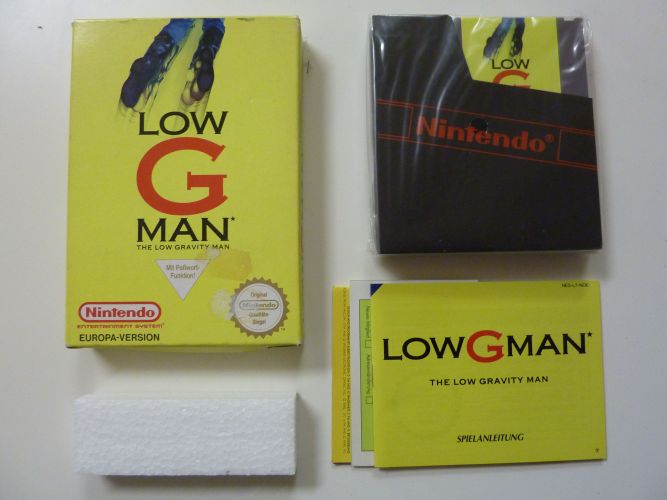 LOW
G
MAN*
THE LOW GRAVITY MAN
Mit Paßwort-
Funktion!
Nintendo
ENTERTAINMENT SYSTEM
EUROPA-VERSION
Original
Nintendo
Qualitäts-
Siegel
LOW
G
Nintendo®
NES-L7-NOE
LOWGMAN*
THE LOW GRAVITY MAN
SPIELANLEITUNG